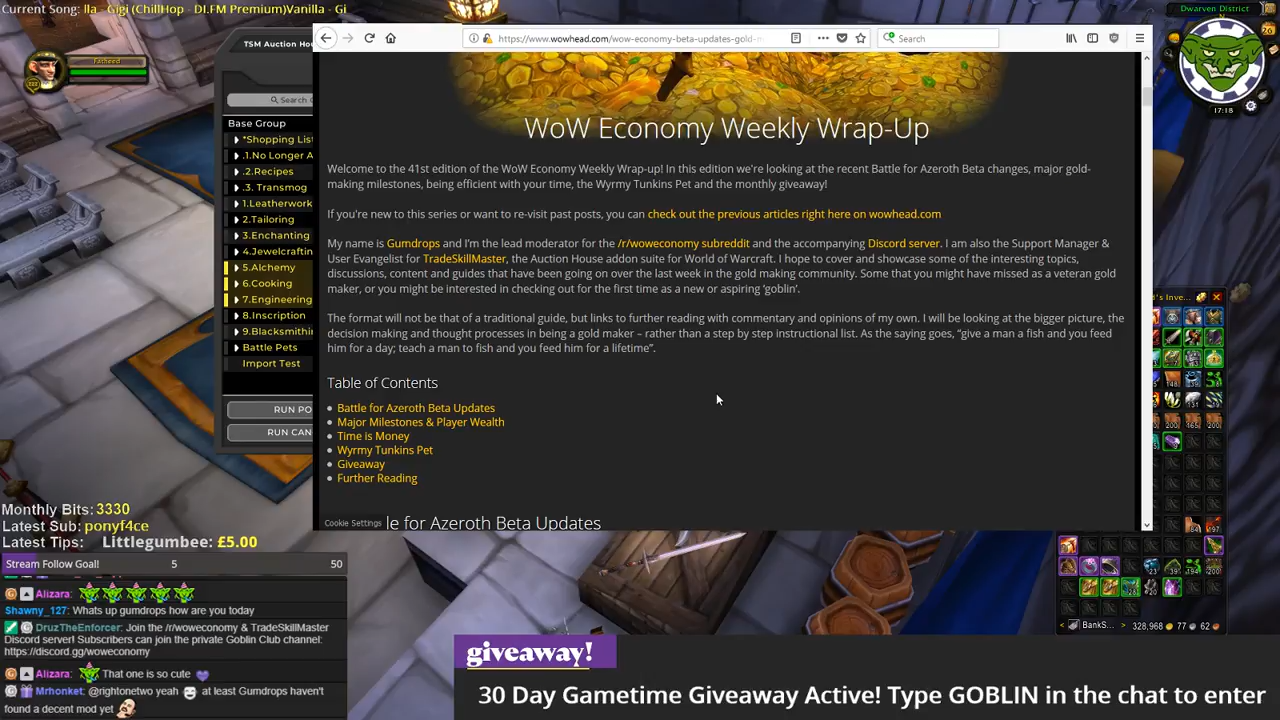 Current Song: Ila - Gigi (ChillHop - DI.FM Premium)Vanilla - Gi
Dwarven District
26
Fatheed
17:18
TSM Auction Hou
https://www.wowhead.com/wow-economy-beta-updates-gold-m
Search
Search
Base Group
*Shopping List
.1.No Longer A
.2.Recipes
.3. Transmog
1.Leatherwork
2.Tailoring
3.Enchanting
4.Jewelcraftin
5.Alchemy
6.Cooking
7.Engineering
8.Inscription
9.Blacksmithin
Battle Pets
Import Test
RUN PO
RUN CAN
WoW Economy Weekly Wrap-Up
Welcome to the 41st edition of the WoW Economy Weekly Wrap-up! In this edition we're looking at the recent Battle for Azeroth Beta changes, major gold-
making milestones, being efficient with your time, the Wyrmy Tunkins Pet and the monthly giveaway!
If you're new to this series or want to re-visit past posts, you can check out the previous articles right here on wowhead.com
My name is Gumdrops and I'm the lead moderator for the /r/woweconomy subreddit and the accompanying Discord server. I am also the Support Manager &
User Evangelist for TradeSkillMaster, the Auction House addon suite for World of Warcraft. I hope to cover and showcase some of the interesting topics,
discussions, content and guides that have been going on over the last week in the gold making community. Some that you might have missed as a veteran gold
maker, or you might be interested in checking out for the first time as a new or aspiring 'goblin'.
The format will not be that of a traditional guide, but links to further reading with commentary and opinions of my own. I will be looking at the bigger picture, the
decision making and thought processes in being a gold maker – rather than a step by step instructional list. As the saying goes, "give a man a fish and you feed
him for a day; teach a man to fish and you feed him for a lifetime".
Table of Contents
Battle for Azeroth Beta Updates
Major Milestones & Player Wealth
Time is Money
Wyrmy Tunkins Pet
Giveaway
Further Reading
Cookie Settings
le for Azeroth Beta Updates
d's Inve...
BankS...
328,968 77 62
Monthly Bits: 3330
Latest Sub: ponyf4ce
Latest Tips: Littlegumbee: £5.00
Stream Follow Goal! 5 50
Alizara:
Shawny_127: Whats up gumdrops how are you today
DruzTheEnforcer: Join the /r/woweconomy & TradeSkillMaster
Discord server! Subscribers can join the private Goblin Club channel:
https://discord.gg/woweconomy
Alizara: That one is so cute
Mrhonket: @rightonetwo yeah at least Gumdrops haven't
found a decent mod yet
giveaway!
30 Day Gametime Giveaway Active! Type GOBLIN in the chat to enter